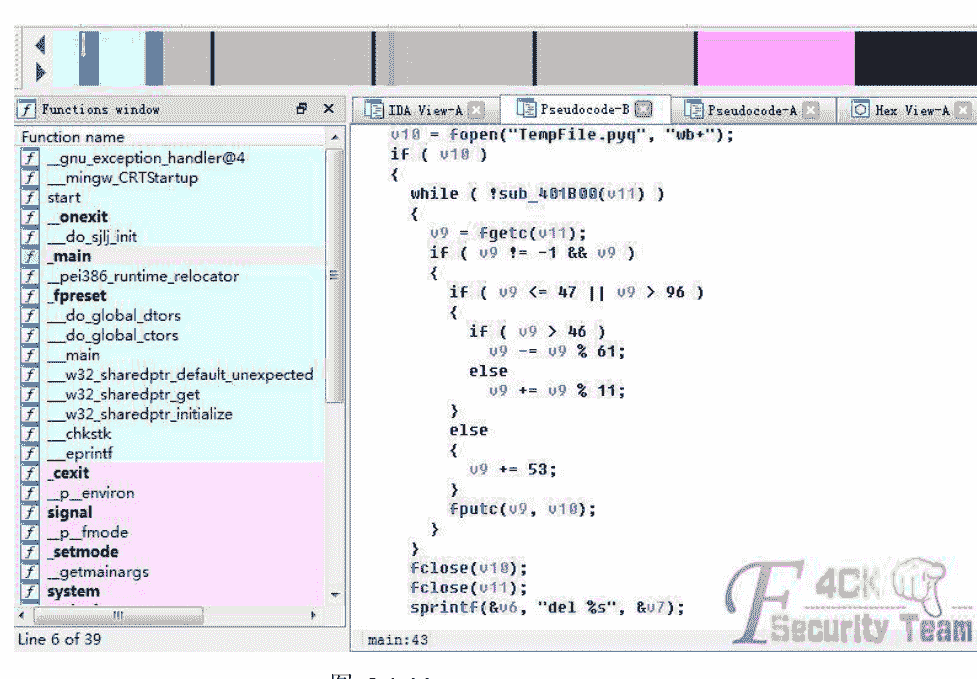 Functions window
IDA View-A
Pseudocode-B
Pseudocode-A
Hex View-A
Function name
__gnu_exception_handler@4
__mingw_CRTStartup
start
__onexit
__do_sjlj_init
_main
__pei386_runtime_relocator
_fpreset
__do_global_dtors
__do_global_ctors
__main
__w32_sharedptr_default_unexpected
__w32_sharedptr_get
__w32_sharedptr_initialize
__chkstk
__eprintf
_cexit
__p__environ
signal
__p__fmode
_setmode
__getmainargs
system
Line 6 of 39
v10 = fopen("TempFile.pyq", "wb+");
if ( v10 )
{
while ( !sub_401B00(v11) )
{
v9 = fgetc(v11);
if ( v9 != -1 && v9 )
{
if ( v9 <= 47 || v9 > 96 )
{
if ( v9 > 46 )
v9 -= v9 % 61;
else
v9 += v9 % 11;
}
else
{
v9 += 53;
}
fputc(v9, v10);
}
}
fclose(v10);
fclose(v11);
sprintf(&v6, "del %s", &v7);
main:43
F4CK
Security Team